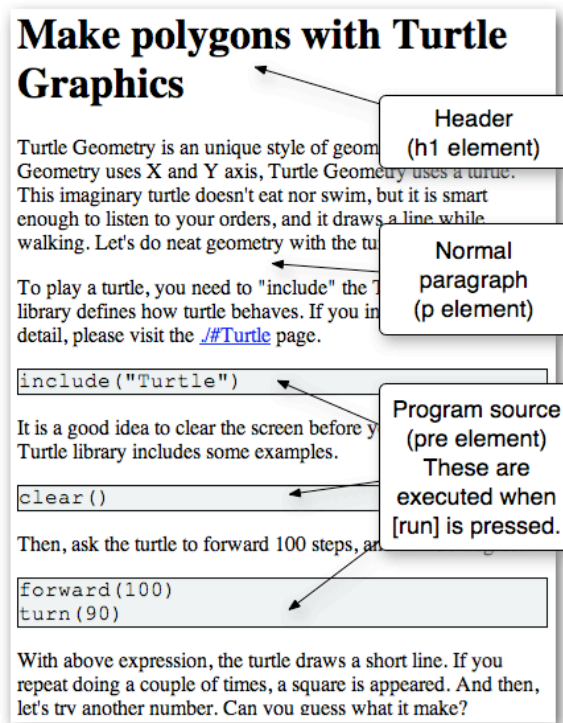 Make polygons with Turtle
Graphics
Header
(h1 element)
Turtle Geometry is an unique style of geom
Geometry uses X and Y axis, Turtle Geometry uses a turtle.
This imaginary turtle doesn't eat nor swim, but it is smart
enough to listen to your orders, and it draws a line while
walking. Let's do neat geometry with the tu
Normal
paragraph
(p element)
To play a turtle, you need to "include" the T
library defines how turtle behaves. If you in
detail, please visit the ./#Turtle page.
include("Turtle")
Program source
(pre element)
These are
executed when
[run] is pressed.
It is a good idea to clear the screen before y
Turtle library includes some examples.
clear()
Then, ask the turtle to forward 100 steps, an
forward(100)
turn(90)
With above expression, the turtle draws a short line. If you
repeat doing a couple of times, a square is appeared. And then,
let's try another number. Can you guess what it make?